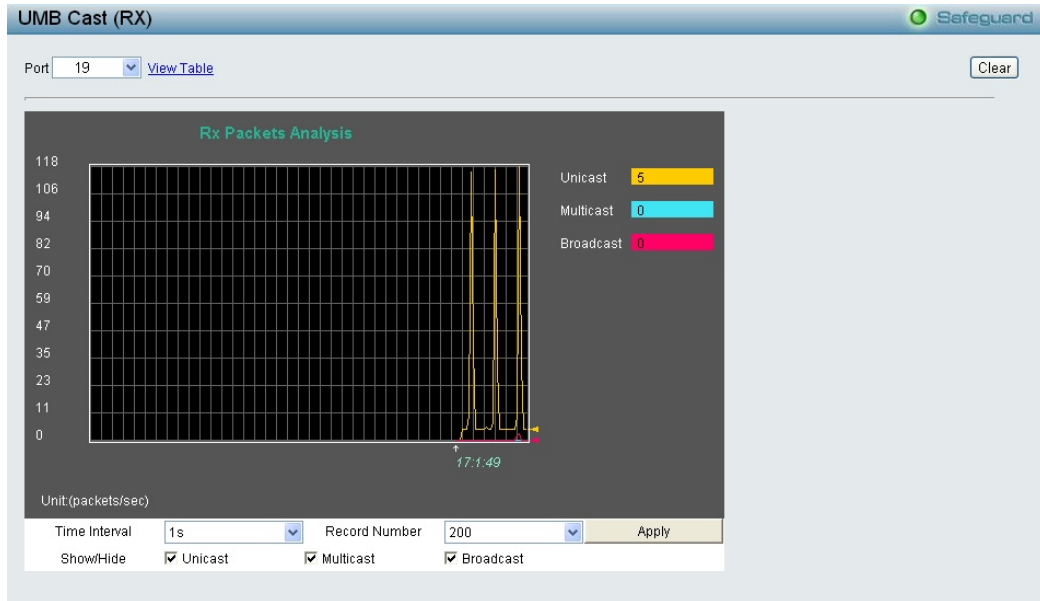 UMB Cast (RX)
Safeguard
Port 19 View Table
Clear
Rx Packets Analysis
118
106
94
82
70
59
47
35
23
11
0
Unicast 5
Multicast 0
Broadcast 0
17:1:49
Unit:(packets/sec)
Time Interval 1s Record Number 200 Apply
Show/Hide Unicast Multicast Broadcast